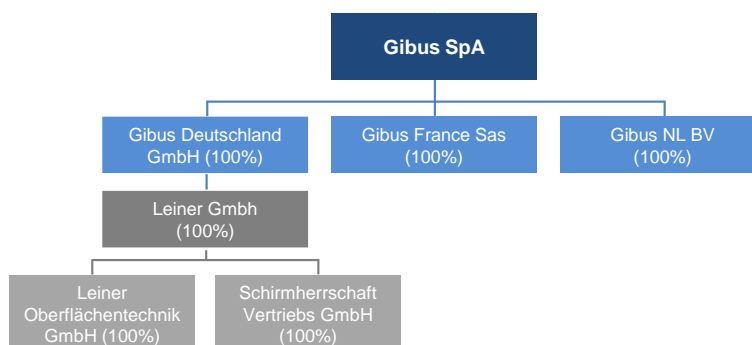 Gibus SpA
Gibus Deutschland
GmbH (100%)
Gibus France Sas
(100%)
Gibus NL BV
(100%)
Leiner Gmbh
(100%)
Leiner
Oberflächentechnik
GmbH (100%)
Schirmherrschaft
Vertriebs GmbH
(100%)